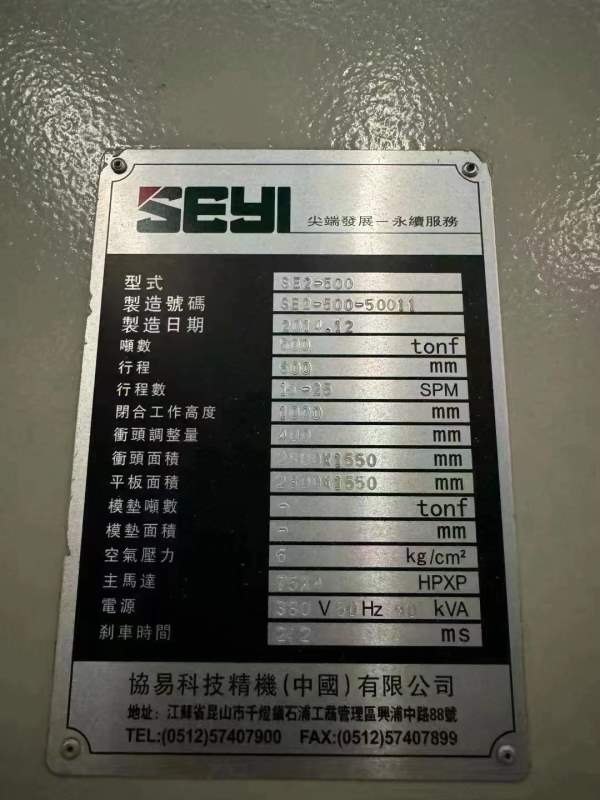 SEYI 尖端發展－永續服務
型式 SE2-500
製造號碼 SE2-500-50011
製造日期 2014.12
噸數 500 tonf
行程 mm
行程數 SPM
閉合工作高度 mm
衝頭調整量 400 mm
衝頭面積 mm
平板面積 mm
模墊噸數 - tonf
模墊面積 - mm
空氣壓力 6 kg/cm²
主馬達 HPXP
電源 380 V 50 Hz kVA
剎車時間 ms
協易科技精機(中國)有限公司
地址: 江蘇省昆山市千燈鎮石浦工商管理區興浦中路88號
TEL:(0512)57407900 FAX:(0512)57407899